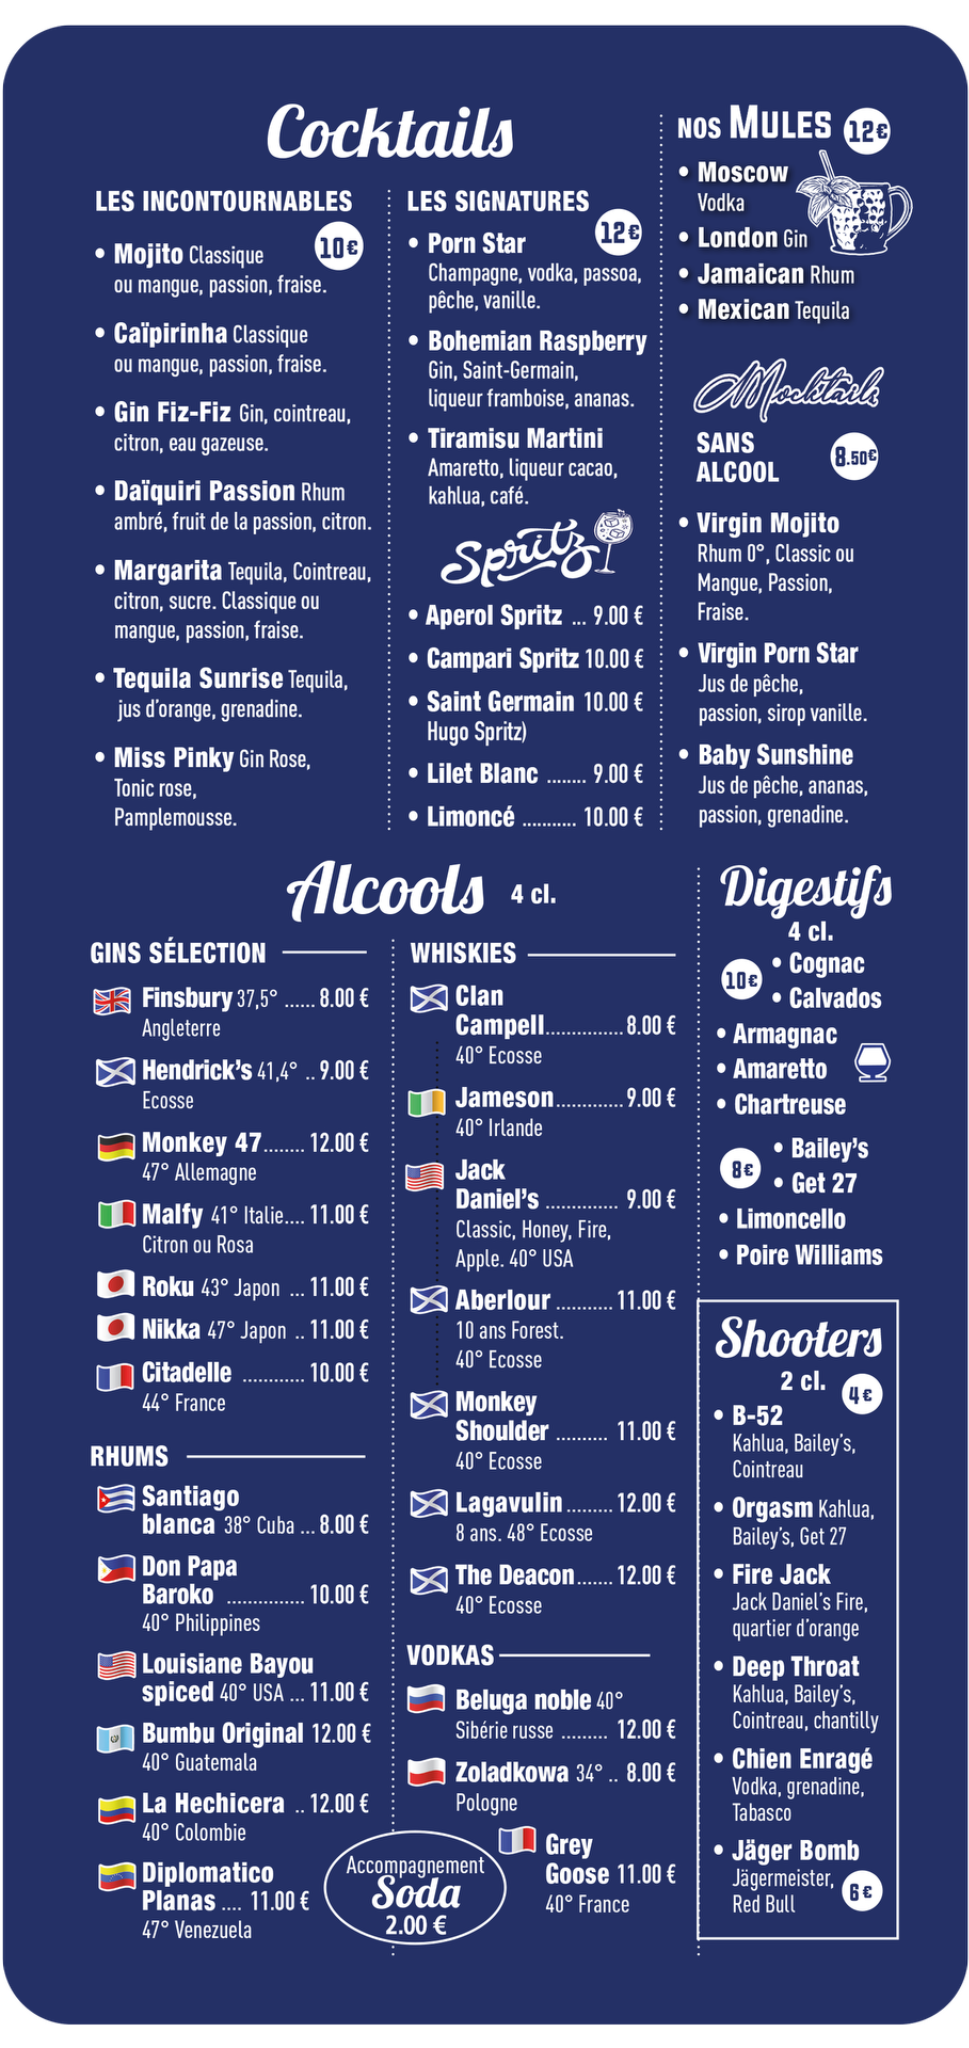 Cocktails
LES INCONTOURNABLES
10€
• Mojito Classique
ou mangue, passion, fraise.
• Caïpirinha Classique
ou mangue, passion, fraise.
• Gin Fiz-Fiz Gin, cointreau,
citron, eau gazeuse.
• Daïquiri Passion Rhum
ambré, fruit de la passion, citron.
• Margarita Tequila, Cointreau,
citron, sucre. Classique ou
mangue, passion, fraise.
• Tequila Sunrise Tequila,
jus d'orange, grenadine.
• Miss Pinky Gin Rose,
Tonic rose,
Pamplemousse.
LES SIGNATURES
12€
• Porn Star
Champagne, vodka, passoa,
pêche, vanille.
• Bohemian Raspberry
Gin, Saint-Germain,
liqueur framboise, ananas.
• Tiramisu Martini
Amaretto, liqueur cacao,
kahlua, café.
Spritz
• Aperol Spritz ... 9.00 €
• Campari Spritz 10.00 €
• Saint Germain 10.00 €
Hugo Spritz)
• Lilet Blanc ........ 9.00 €
• Limoncé ........... 10.00 €
NOS MULES 12€
• Moscow
Vodka
• London Gin
• Jamaican Rhum
• Mexican Tequila
Mocktails
SANS
ALCOOL
8.50€
• Virgin Mojito
Rhum 0°, Classic ou
Mangue, Passion,
Fraise.
• Virgin Porn Star
Jus de pêche,
passion, sirop vanille.
• Baby Sunshine
Jus de pêche, ananas,
passion, grenadine.
Alcools 4 cl.
GINS SÉLECTION
Finsbury 37,5° ...... 8.00 €
Angleterre
Hendrick's 41,4° .. 9.00 €
Ecosse
Monkey 47........ 12.00 €
47° Allemagne
Malfy 41° Italie.... 11.00 €
Citron ou Rosa
Roku 43° Japon ... 11.00 €
Nikka 47° Japon .. 11.00 €
Citadelle ............ 10.00 €
44° France
RHUMS
Santiago
blanca 38° Cuba ... 8.00 €
Don Papa
Baroko ............... 10.00 €
40° Philippines
Louisiane Bayou
spiced 40° USA ... 11.00 €
Bumbu Original 12.00 €
40° Guatemala
La Hechicera .. 12.00 €
40° Colombie
Diplomatico
Planas .... 11.00 €
47° Venezuela
WHISKIES
Clan
Campell............... 8.00 €
40° Ecosse
Jameson............. 9.00 €
40° Irlande
Jack
Daniel's .............. 9.00 €
Classic, Honey, Fire,
Apple. 40° USA
Aberlour ........... 11.00 €
10 ans Forest.
40° Ecosse
Monkey
Shoulder .......... 11.00 €
40° Ecosse
Lagavulin......... 12.00 €
8 ans. 48° Ecosse
The Deacon....... 12.00 €
40° Ecosse
VODKAS
Beluga noble 40°
Sibérie russe ......... 12.00 €
Zoladkowa 34° .. 8.00 €
Pologne
Grey
Goose 11.00 €
40° France
Accompagnement
Soda
2.00 €
Digestifs
4 cl.
10€
• Cognac
• Calvados
• Armagnac
• Amaretto
• Chartreuse
8€
• Bailey's
• Get 27
• Limoncello
• Poire Williams
Shooters
2 cl. 4€
• B-52
Kahlua, Bailey's,
Cointreau
• Orgasm Kahlua,
Bailey's, Get 27
• Fire Jack
Jack Daniel's Fire,
quartier d'orange
• Deep Throat
Kahlua, Bailey's,
Cointreau, chantilly
• Chien Enragé
Vodka, grenadine,
Tabasco
• Jäger Bomb
Jägermeister,
Red Bull 6€